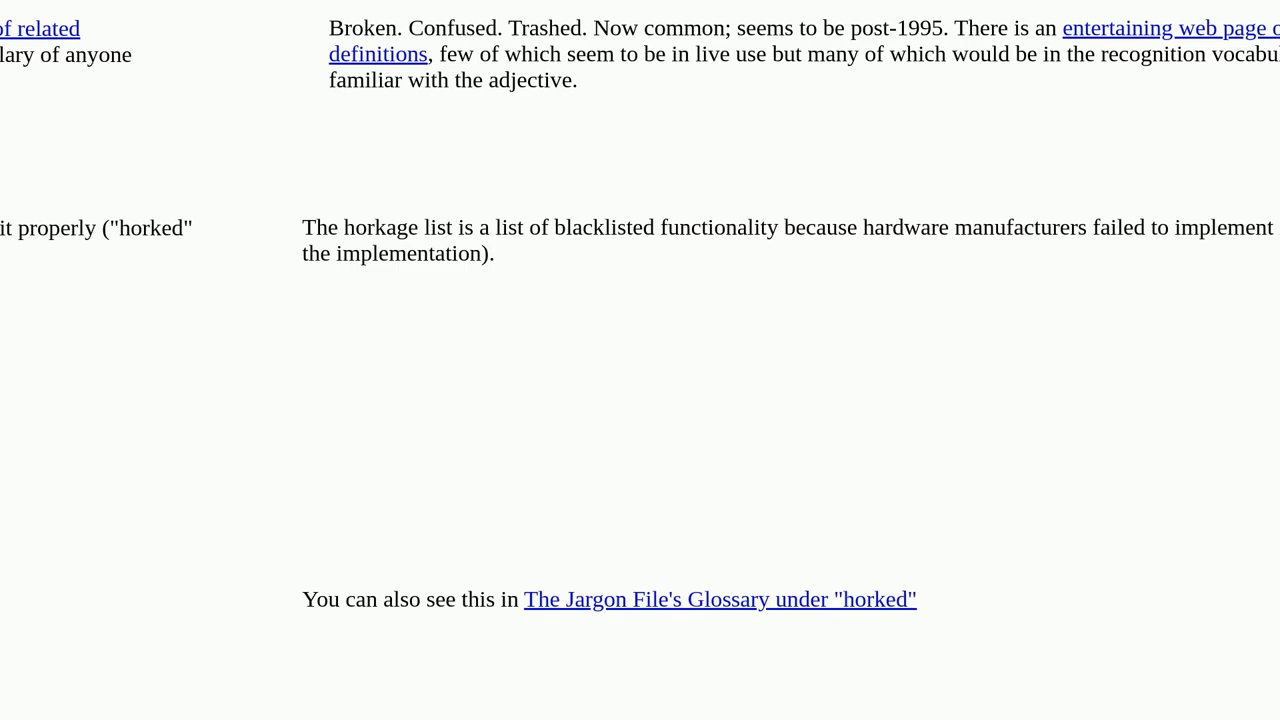 of related
lary of anyone
Broken. Confused. Trashed. Now common; seems to be post-1995. There is an entertaining web page o
definitions, few of which seem to be in live use but many of which would be in the recognition vocabu
familiar with the adjective.
it properly ("horked"
The horkage list is a list of blacklisted functionality because hardware manufacturers failed to implement
the implementation).
You can also see this in The Jargon File's Glossary under "horked"